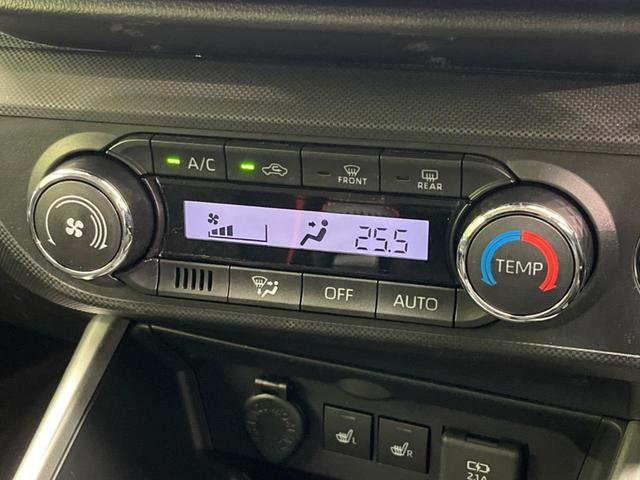 A/C
FRONT
REAR
25.5
TEMP
OFF
AUTO
L
R
2.1A